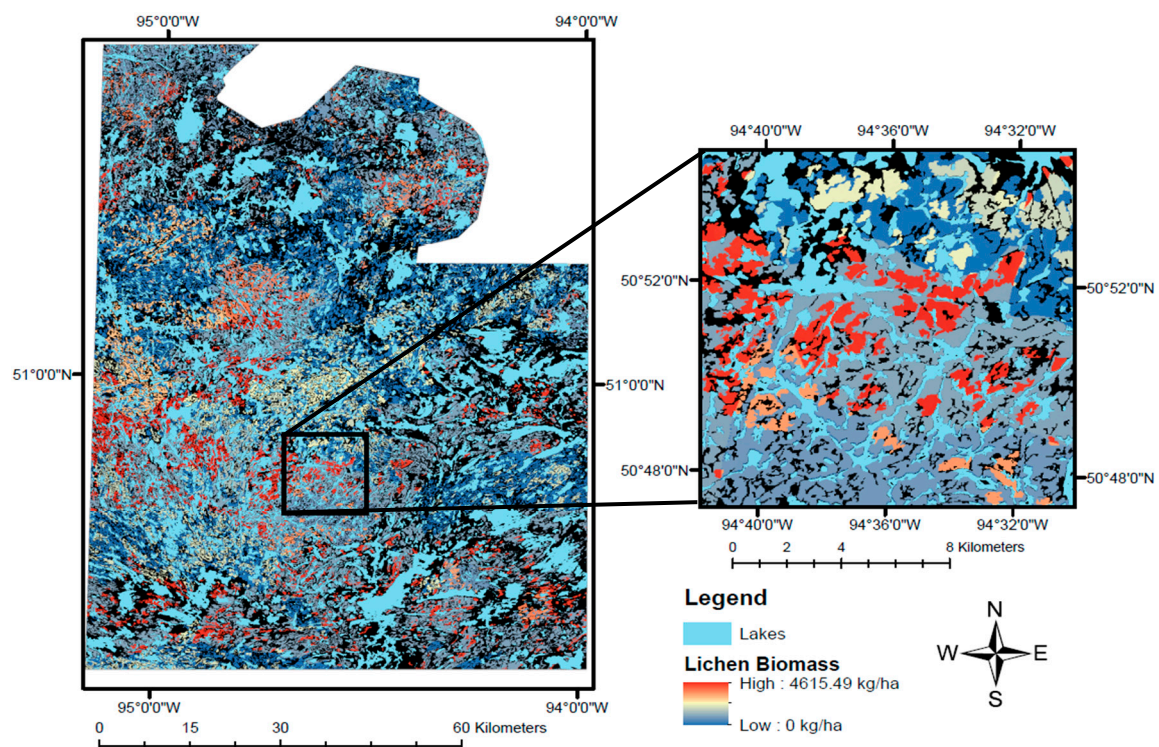 95°0'0"W 94°0'0"W
94°40'0"W 94°36'0"W 94°32'0"W
50°52'0"N 50°52'0"N
51°0'0"N 51°0'0"N
50°48'0"N 50°48'0"N
94°40'0"W 94°36'0"W 94°32'0"W
0 2 4 8 Kilometers
Legend
Lakes
Lichen Biomass
High : 4615.49 kg/ha
Low : 0 kg/ha
N
W E
S
95°0'0"W 94°0'0"W
0 15 30 60 Kilometers